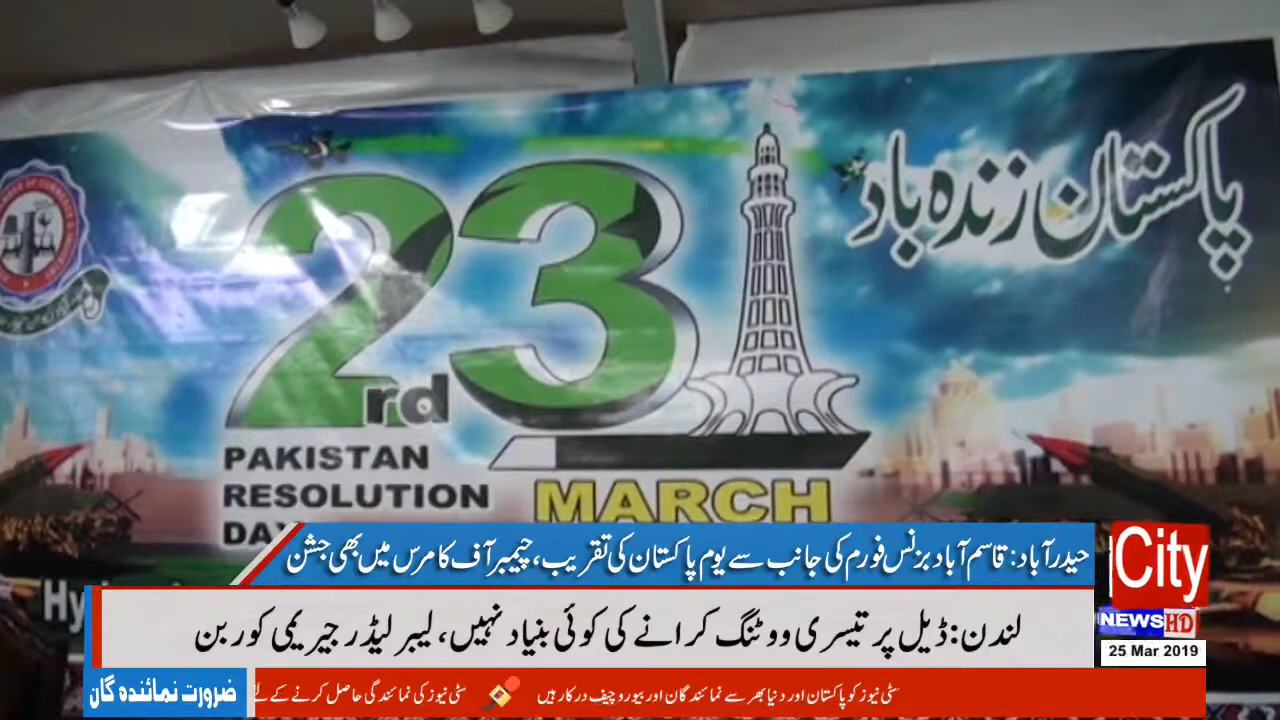 پاکستان زندہ باد
23rd
PAKISTAN
RESOLUTION
DAY
MARCH
حیدرآباد: قاسم آباد بزنس فورم کی جانب سے یوم پاکستان کی تقریب، چیمبر آف کامرس میں بھی جشن
لندن: ڈیل پر تیسری ووٹنگ کرانے کی کوئی بنیاد نہیں، لیبر لیڈر جیریمی کوربن
City
NEWS HD
25 Mar 2019
ضرورت نمائندہ گان
سٹی نیوز کو پاکستان اور دنیا بھر سے نمائندگان اور بیورو چیف درکار ہیں
سٹی نیوز کی نمائندگی حاصل کرنے کے لئے